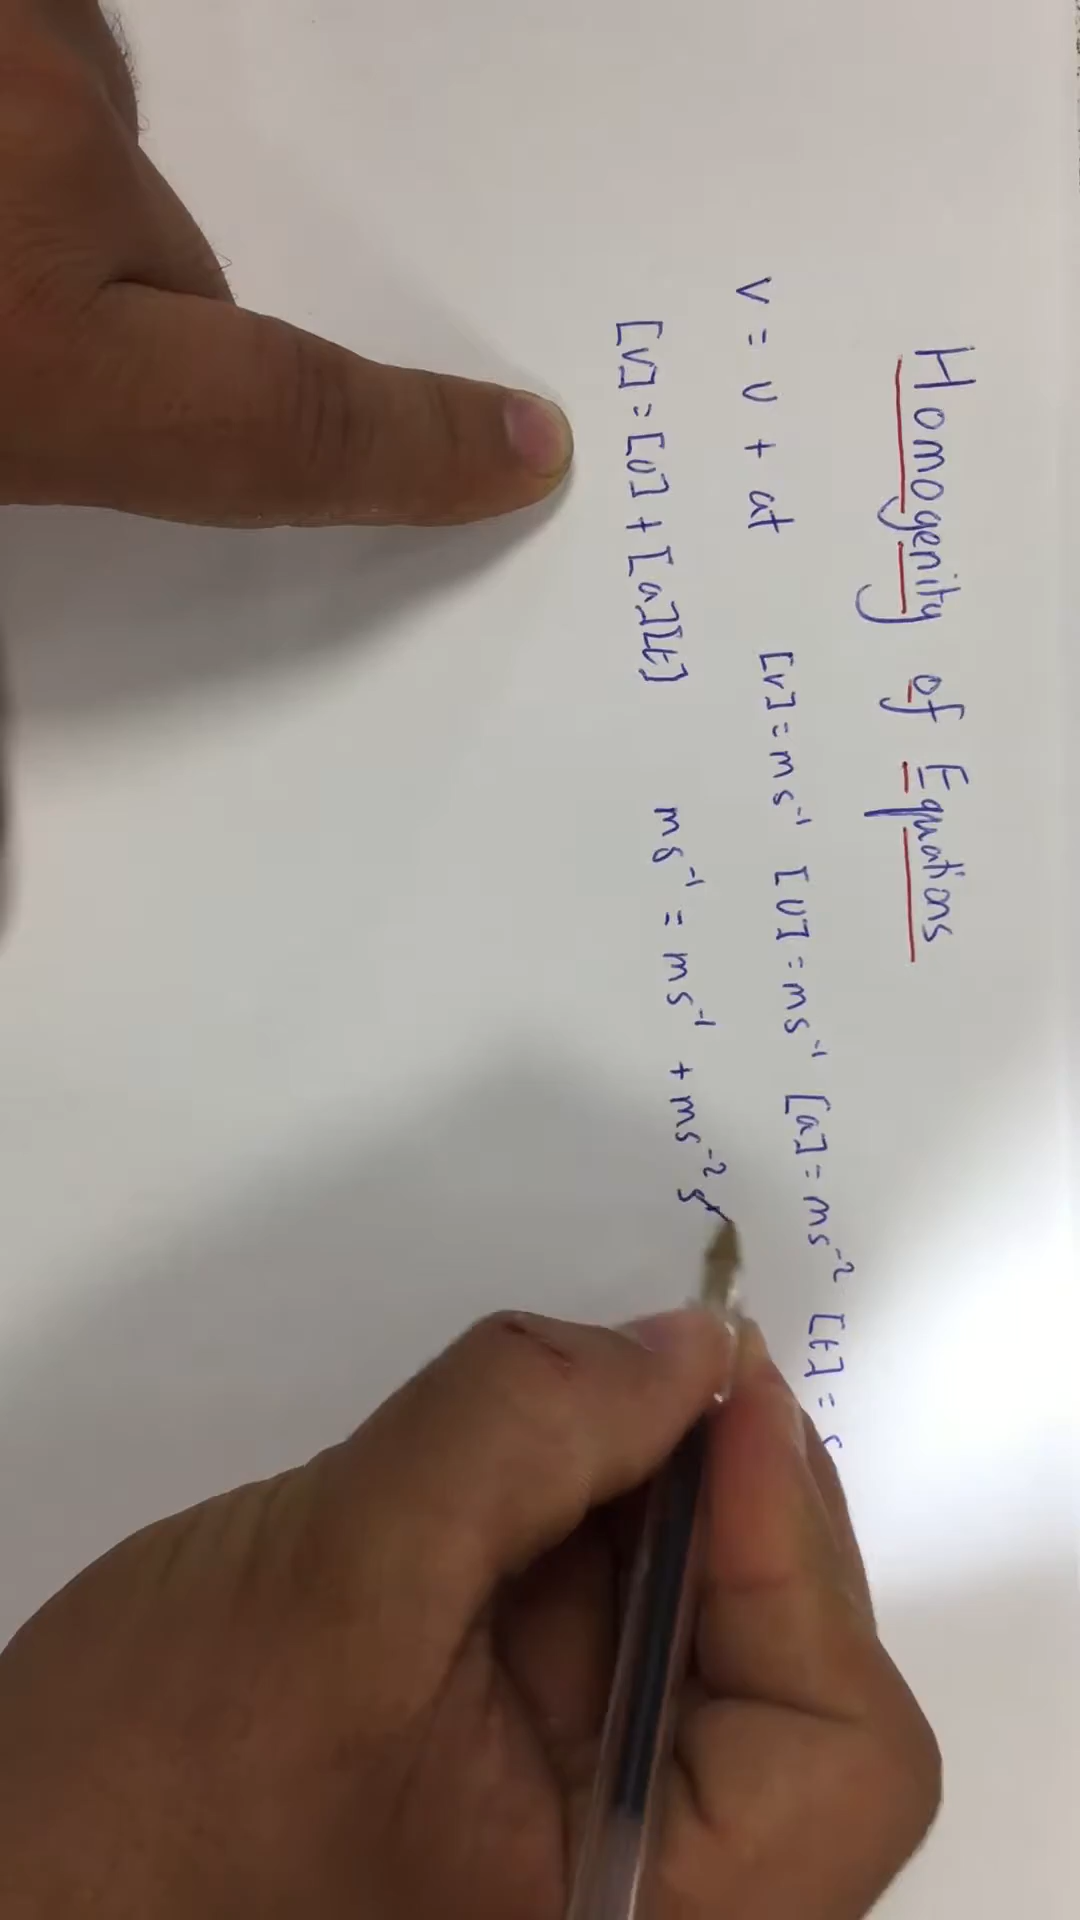 Homogenity of Equations
v = u + at [v] = ms⁻¹ [u] = ms⁻¹ [a] = ms⁻² [t] = s
[v] = [u] + [a][t] ms⁻¹ = ms⁻¹ + ms⁻² s